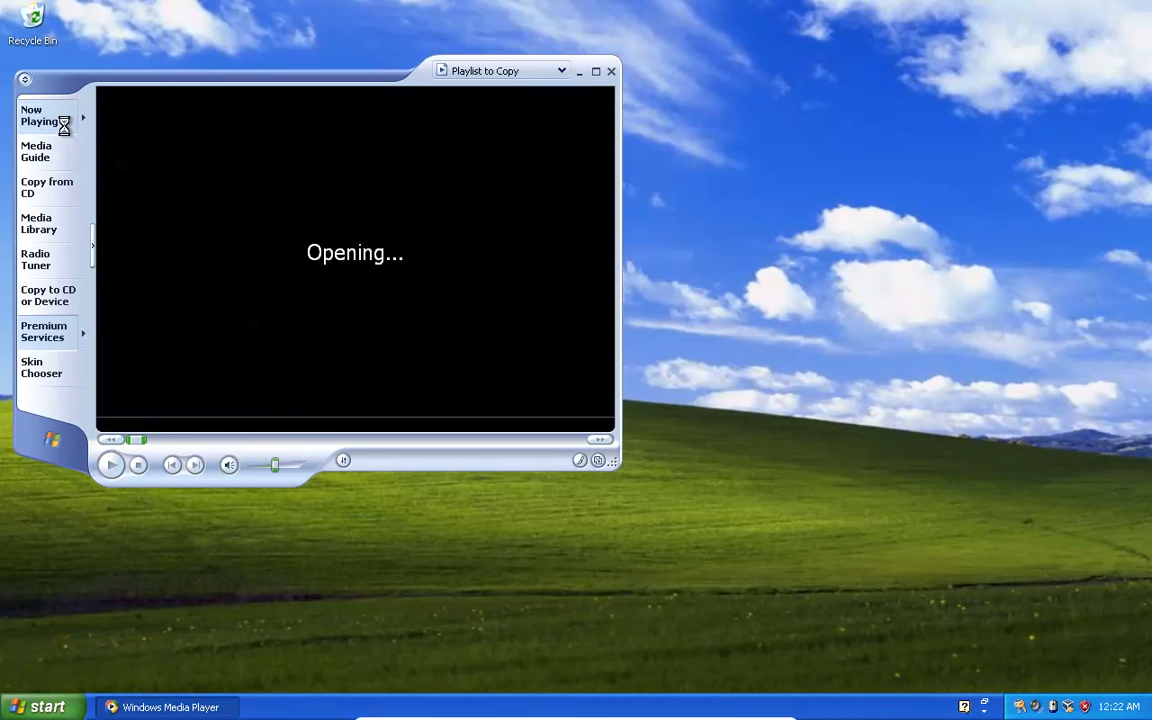 Recycle Bin
Playlist to Copy
Now
Playing
Media
Guide
Copy from
CD
Media
Library
Radio
Tuner
Copy to CD
or Device
Premium
Services
Skin
Chooser
Opening...
start
Windows Media Player
12:22 AM